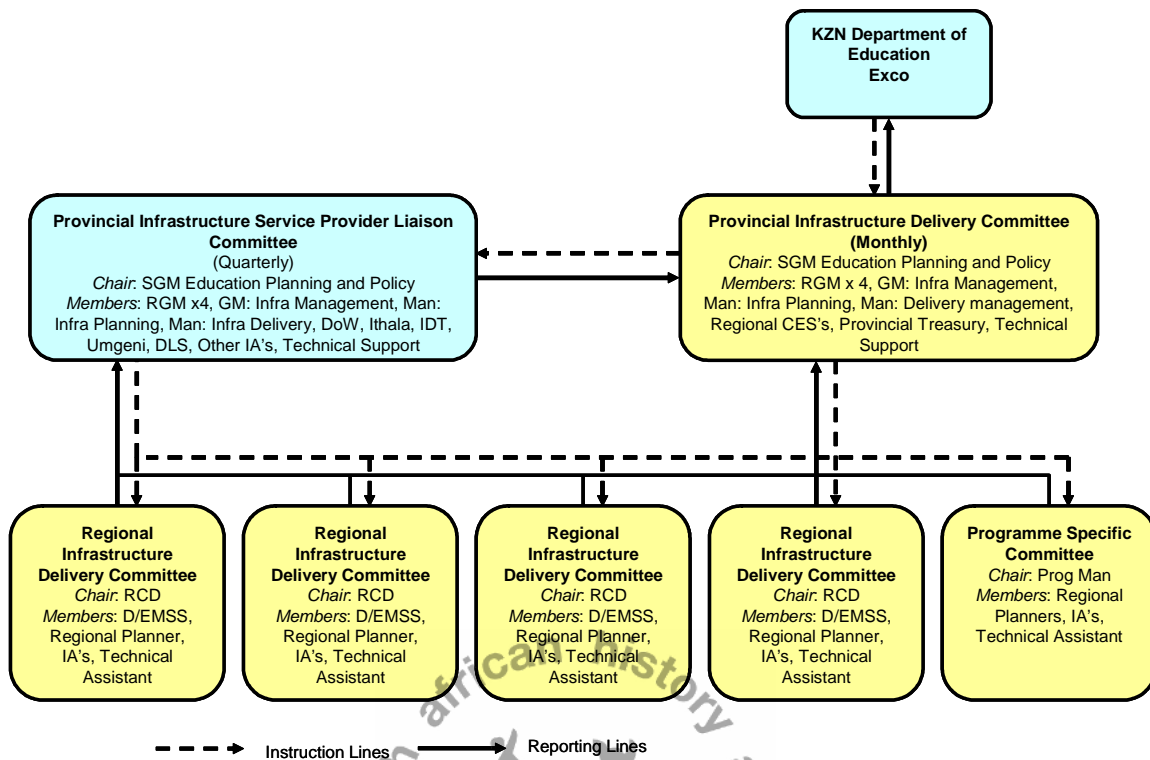 KZN Department of
Education
Exco
Provincial Infrastructure Service Provider Liaison
Committee
(Quarterly)
Chair: SGM Education Planning and Policy
Members: RGM x4, GM: Infra Management, Man:
Infra Planning, Man: Infra Delivery, DoW, Ithala, IDT,
Umgeni, DLS, Other IA's, Technical Support
Provincial Infrastructure Delivery Committee
(Monthly)
Chair: SGM Education Planning and Policy
Members: RGM x 4, GM: Infra Management,
Man: Infra Planning, Man: Delivery management,
Regional CES's, Provincial Treasury, Technical
Support
Regional
Infrastructure
Delivery Committee
Chair: RCD
Members: D/EMSS,
Regional Planner,
IA's, Technical
Assistant
Regional
Infrastructure
Delivery Committee
Chair: RCD
Members: D/EMSS,
Regional Planner,
IA's, Technical
Assistant
Regional
Infrastructure
Delivery Committee
Chair: RCD
Members: D/EMSS,
Regional Planner,
IA's, Technical
Assistant
Regional
Infrastructure
Delivery Committee
Chair: RCD
Members: D/EMSS,
Regional Planner,
IA's, Technical
Assistant
Programme Specific
Committee
Chair: Prog Man
Members: Regional
Planners, IA's,
Technical Assistant
african history
Instruction Lines
Reporting Lines